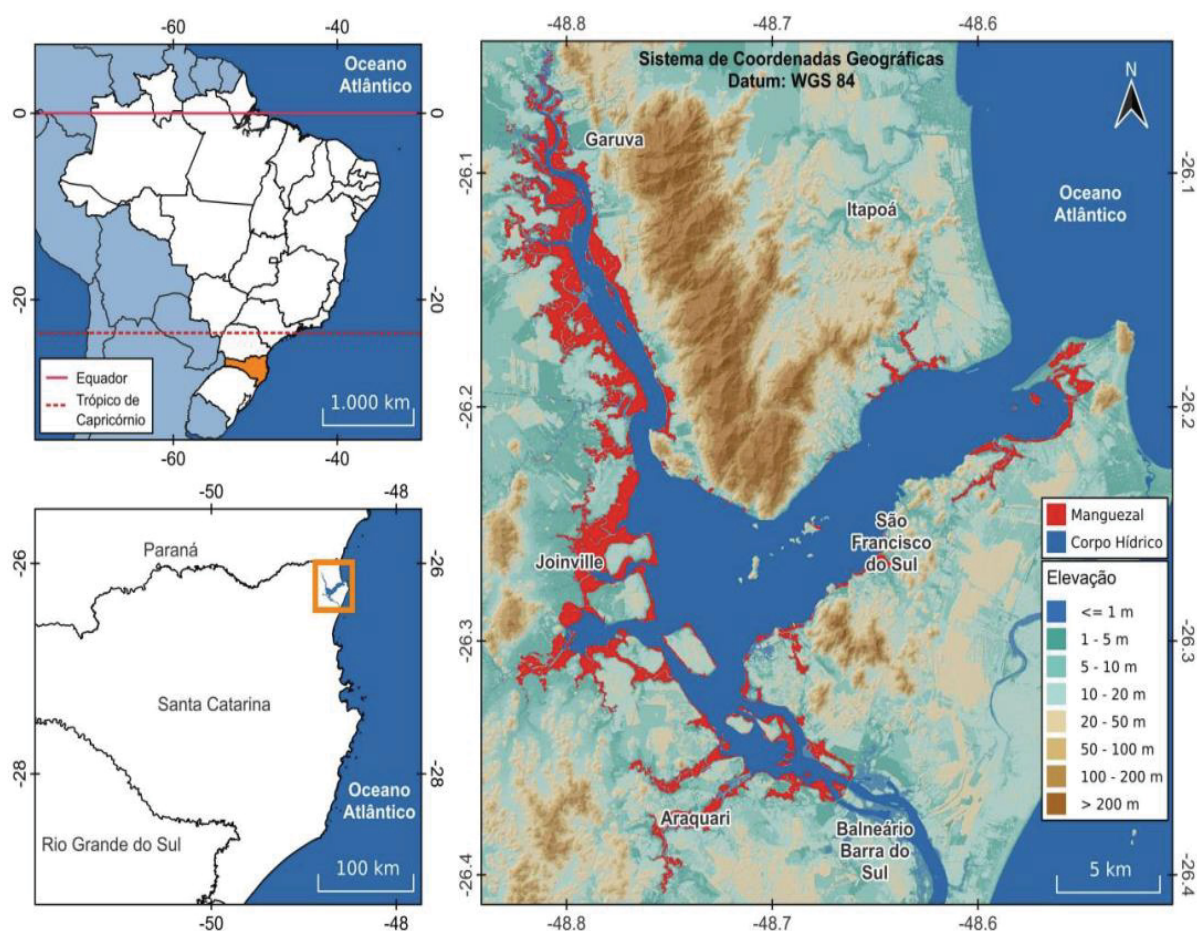 -60
-40
Oceano
Atlântico
0
0
-20
-20
Equador
Trópico de
Capricórnio
1.000 km
-60
-40
-50
-48
-26
-26
Paraná
Santa Catarina
-28
-28
Oceano
Atlântico
Rio Grande do Sul
100 km
-50
-48
-48.8
-48.7
-48.6
Sistema de Coordenadas Geográficas
Datum: WGS 84
N
Garuva
-26.1
-26.1
Itapoá
Oceano
Atlântico
-26.2
-26.2
Manguezal
Corpo Hídrico
São
Francisco
do Sul
Joinville
Elevação
<= 1 m
1 - 5 m
5 - 10 m
10 - 20 m
20 - 50 m
50 - 100 m
100 - 200 m
> 200 m
-26.3
-26.3
Araquari
Balneário
Barra do
Sul
5 km
-26.4
-26.4
-48.8
-48.7
-48.6